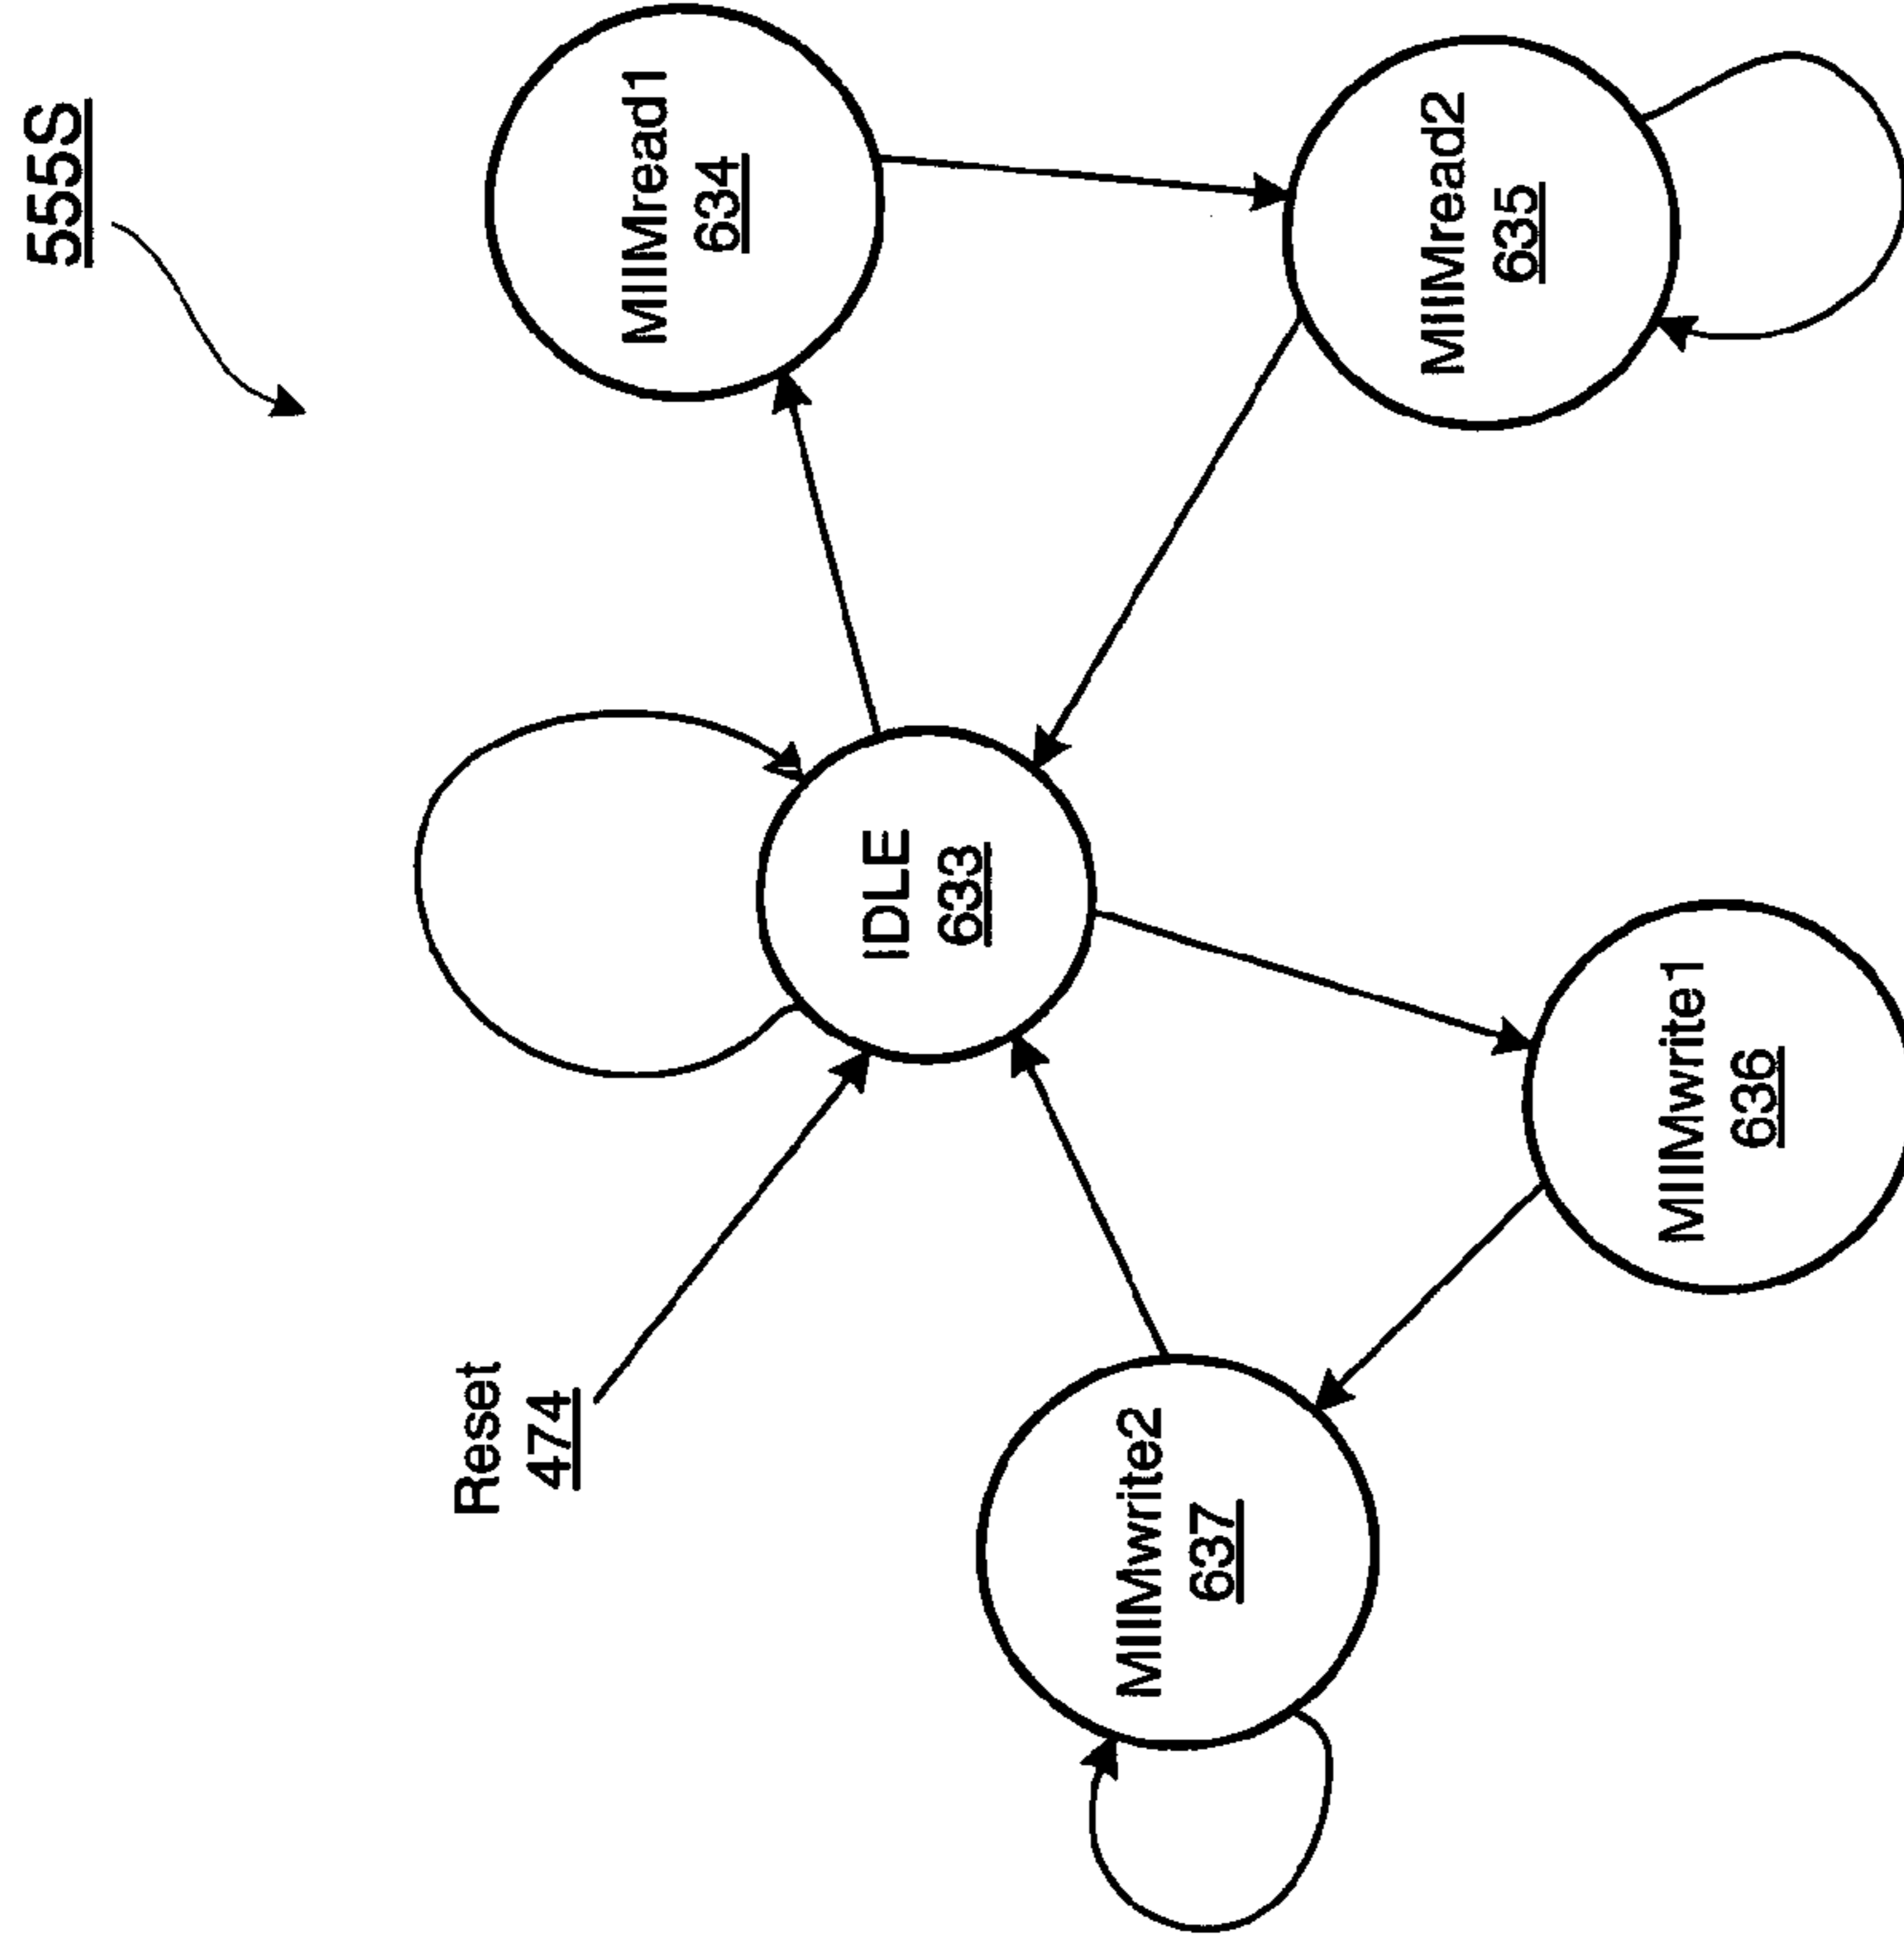 555S
MIIMread1
634
MIIMread2
635
IDLE
633
Reset
474
MIIMwrite1
636
MIIMwrite2
637